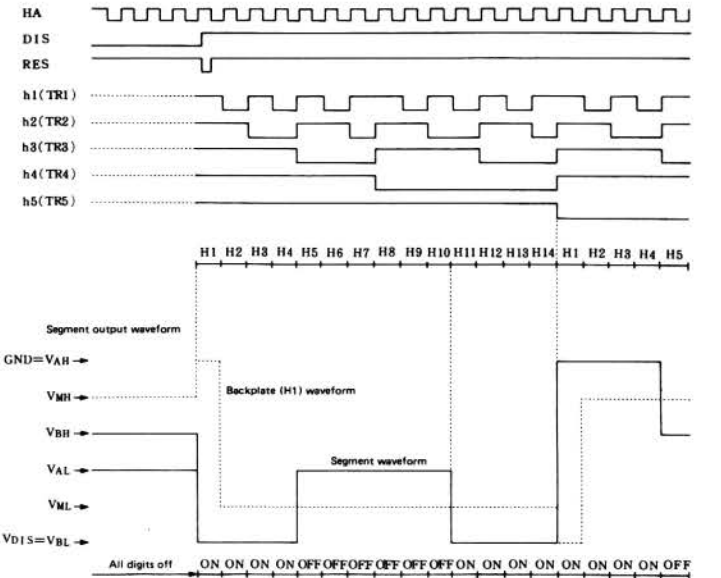 HA
DIS
RES
h1(TR1)
h2(TR2)
h3(TR3)
h4(TR4)
h5(TR5)
H1 H2 H3 H4 H5 H6 H7 H8 H9 H10 H11 H12 H13 H14 H1 H2 H3 H4 H5
Segment output waveform
GND=VAH
VMH
Backplate (H1) waveform
VBH
Segment waveform
VAL
VML
VDIS=VBL
All digits off ON ON ON ON OFF OFF OFF OFF OFF OFF ON ON ON ON ON ON ON ON OFF